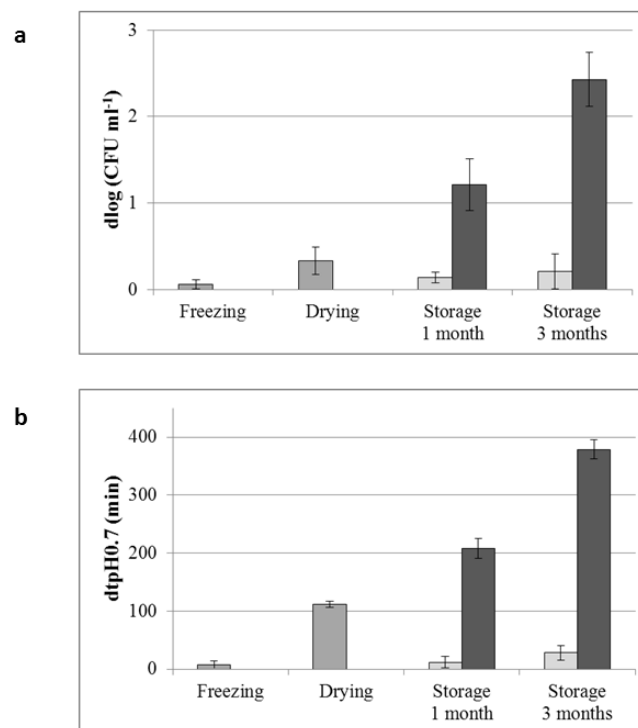 a
3
2
1
0
dlog (CFU ml⁻¹)
Freezing
Drying
Storage
1 month
Storage
3 months
b
400
300
200
100
0
dtpH0.7 (min)
Freezing
Drying
Storage
1 month
Storage
3 months